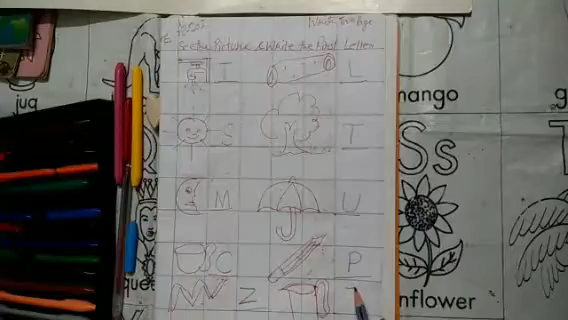 See the Picture & Write the First Letter
I L
S T
M U
C P
Z
jug
mango
Ss
nflower
que